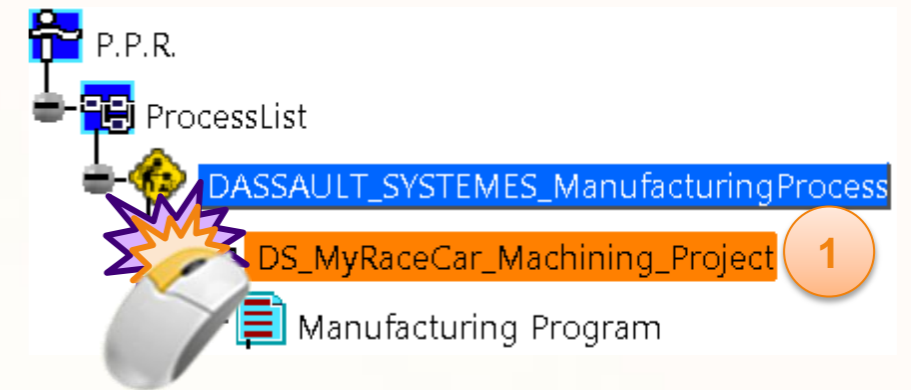 P.P.R.
ProcessList
DASSAULT_SYSTEMES_ManufacturingProcess
DS_MyRaceCar_Machining_Project 1
Manufacturing Program